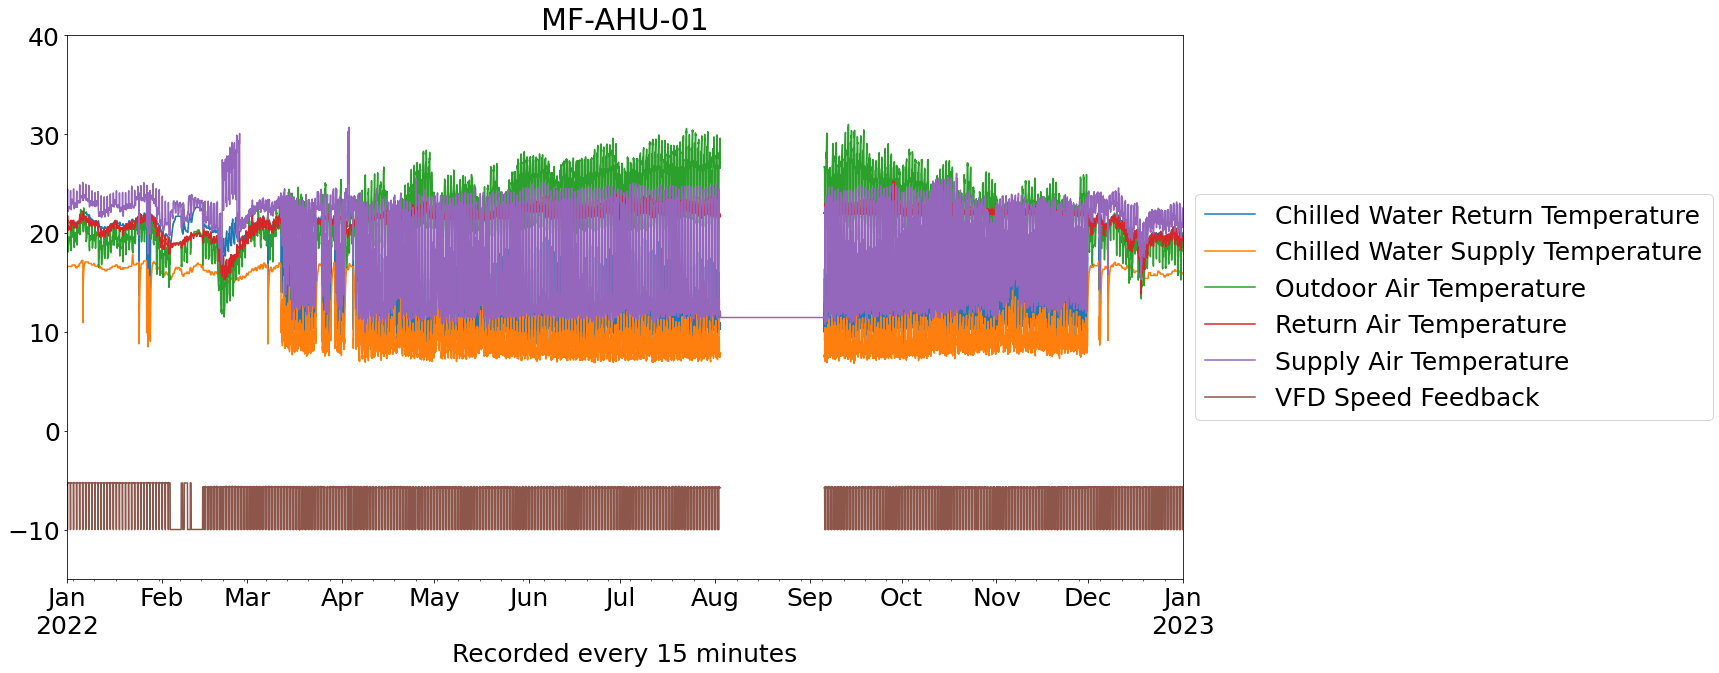 MF-AHU-01
40
30
20
10
0
−10
Jan Feb Mar Apr May Jun Jul Aug Sep Oct Nov Dec Jan
2022 2023
Recorded every 15 minutes
Chilled Water Return Temperature
Chilled Water Supply Temperature
Outdoor Air Temperature
Return Air Temperature
Supply Air Temperature
VFD Speed Feedback